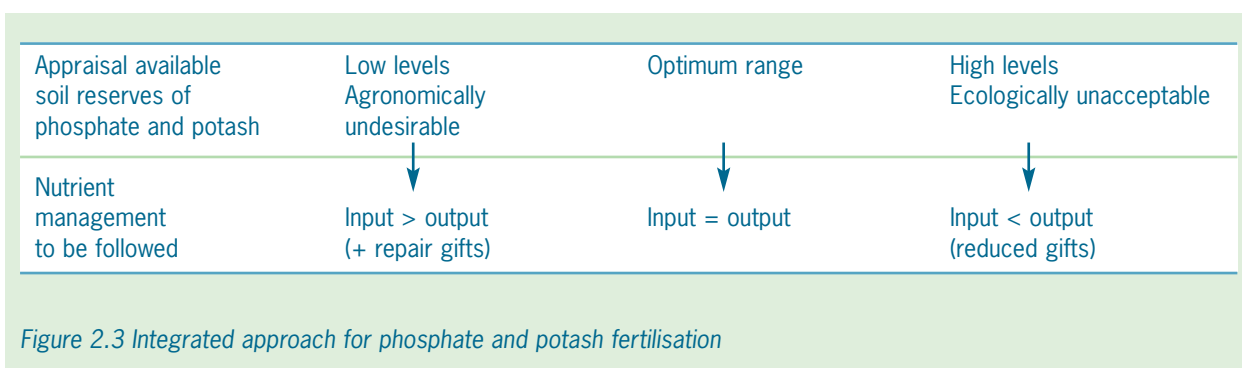 Appraisal available
soil reserves of
phosphate and potash
Low levels
Agronomically
undesirable
Optimum range
High levels
Ecologically unacceptable
Nutrient
management
to be followed
Input > output
(+ repair gifts)
Input = output
Input < output
(reduced gifts)
Figure 2.3 Integrated approach for phosphate and potash fertilisation